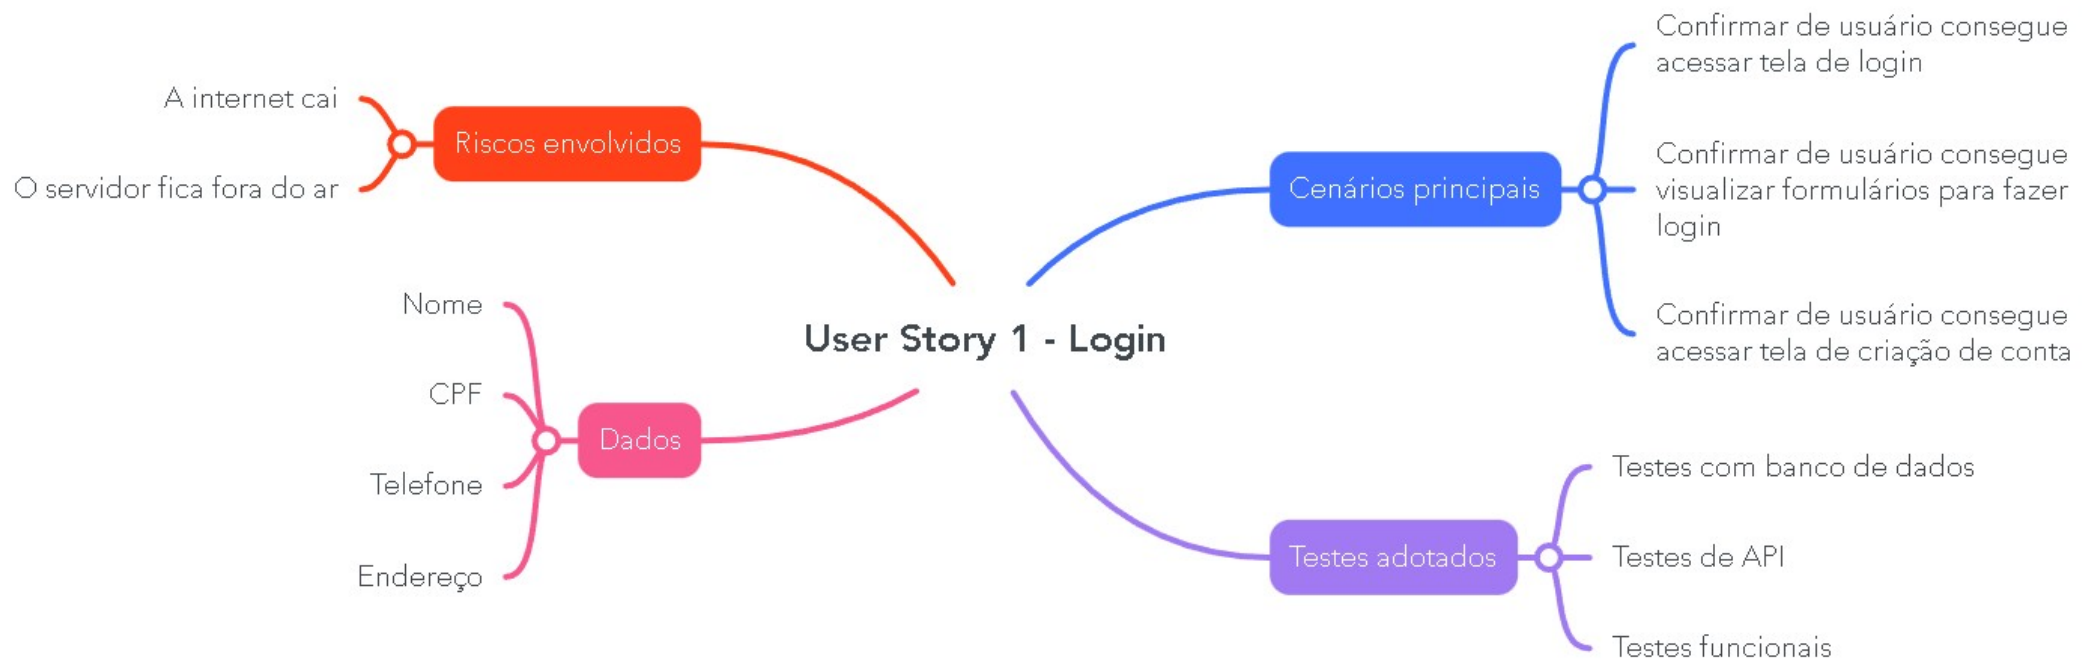 User Story 1 - Login
Riscos envolvidos
A internet cai
O servidor fica fora do ar
Dados
Nome
CPF
Telefone
Endereço
Cenários principais
Confirmar de usuário consegue
acessar tela de login
Confirmar de usuário consegue
visualizar formulários para fazer
login
Confirmar de usuário consegue
acessar tela de criação de conta
Testes adotados
Testes com banco de dados
Testes de API
Testes funcionais